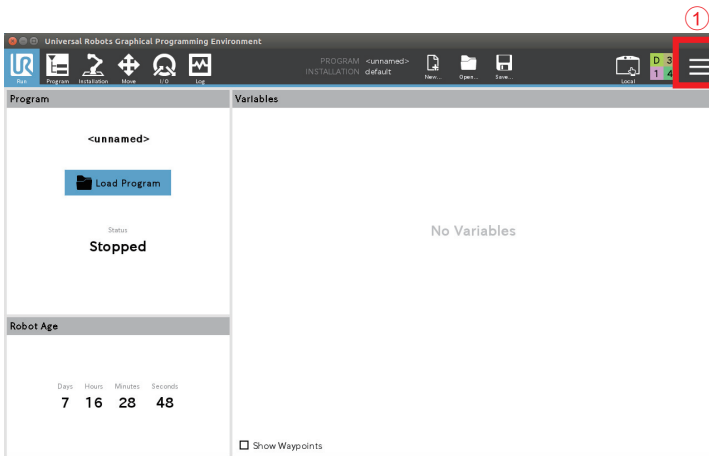 1
Universal Robots Graphical Programming Environment
UR
PROGRAM <unnamed>
INSTALLATION default
Run Program Installation Move I/O Log
New... Open... Save...
Local
D 3
1 4
Program
Variables
<unnamed>
Load Program
Status
Stopped
No Variables
Robot Age
Days Hours Minutes Seconds
7 16 28 48
Show Waypoints